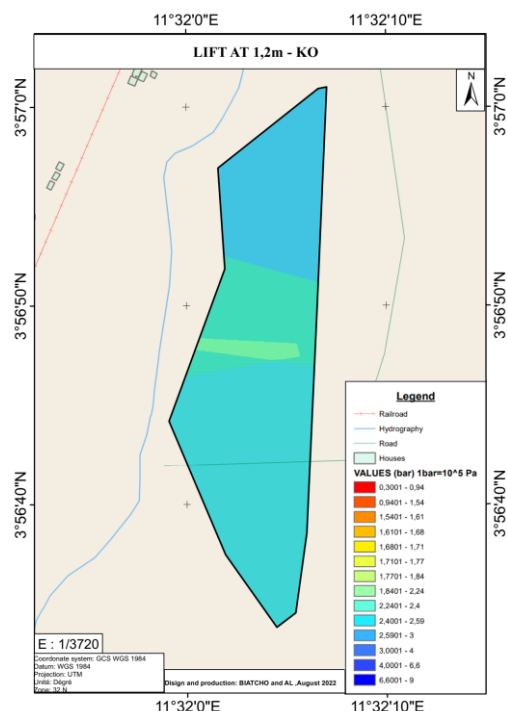 11°32'0"E 11°32'10"E
LIFT AT 1,2m - KO
N
3°57'0"N 3°57'0"N
3°56'50"N 3°56'50"N
3°56'40"N 3°56'40"N
Legend
Railroad
Hydrography
Road
Houses
VALUES (bar) 1bar=10^5 Pa
0,3001 - 0,94
0,9401 - 1,54
1,5401 - 1,61
1,6101 - 1,68
1,6801 - 1,71
1,7101 - 1,77
1,7701 - 1,84
1,8401 - 2,24
2,2401 - 2,4
2,4001 - 2,59
2,5901 - 3
3,0001 - 4
4,0001 - 6,6
6,6001 - 9
E : 1/3720
Coordonate system: GCS WGS 1984
Datum: WGS 1984
Projection: UTM
Unité: Dégré
Zone: 32 N
Disign and production: BIATCHO and AL ,August 2022
11°32'0"E 11°32'10"E